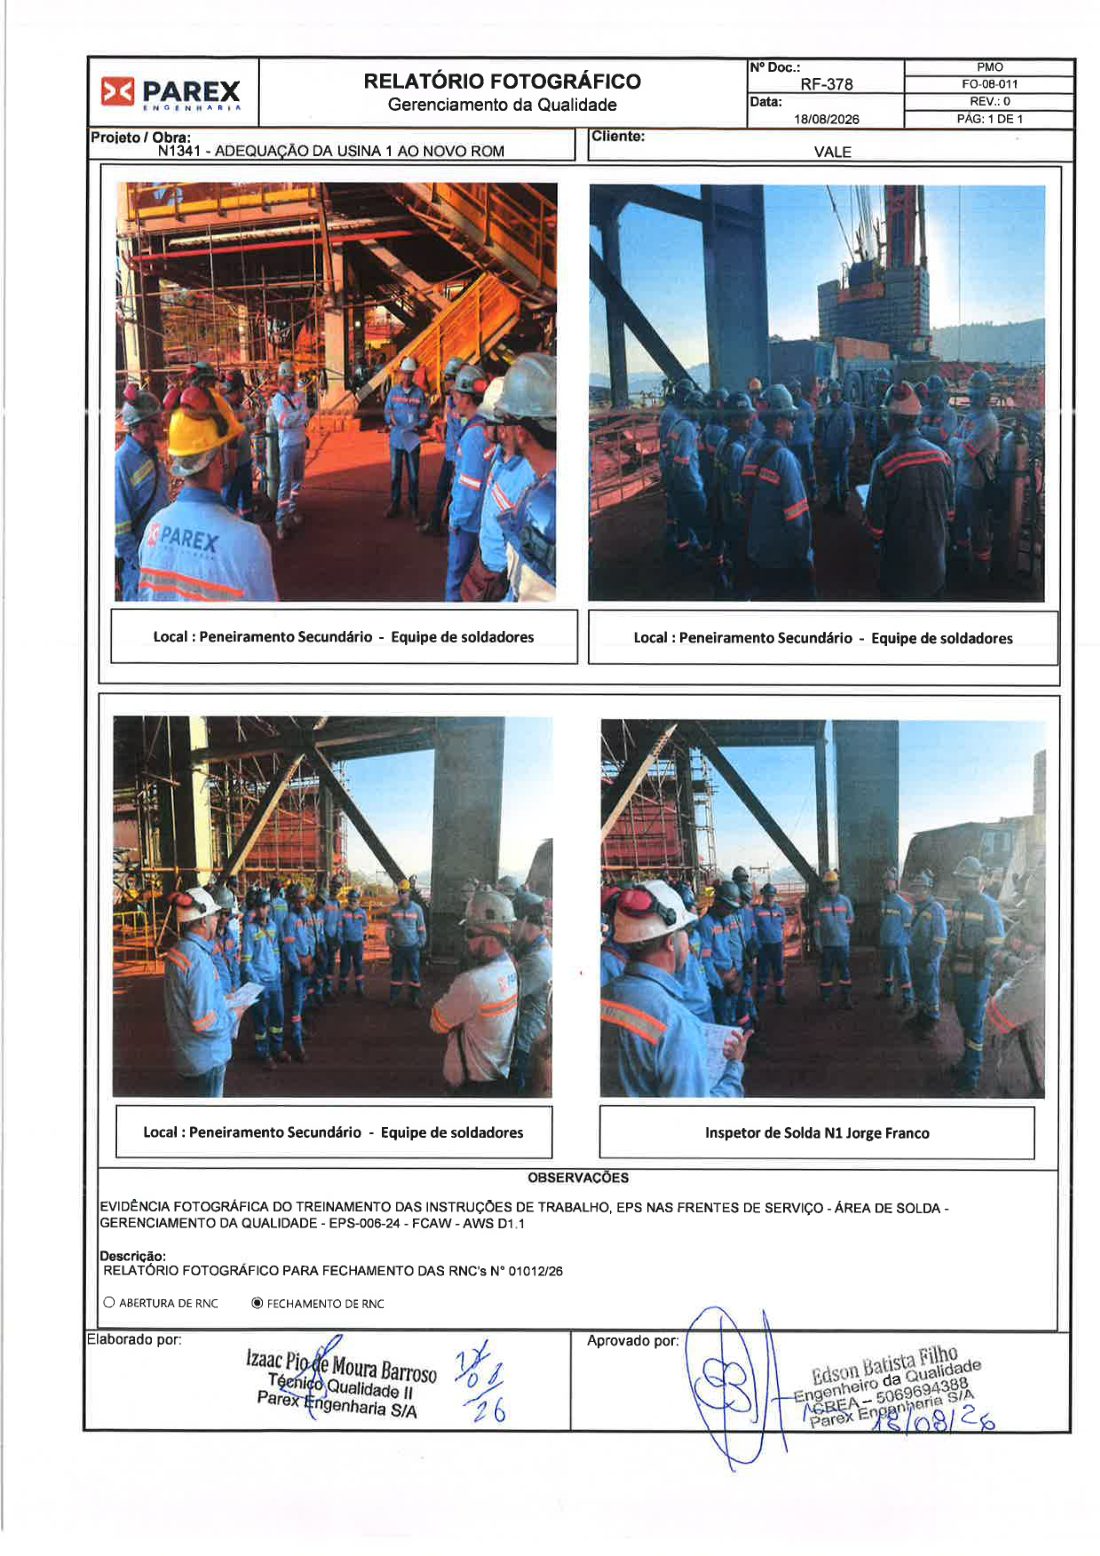 PAREX
ENGENHARIA
RELATÓRIO FOTOGRÁFICO
Gerenciamento da Qualidade
Nº Doc.:
RF-378
Data:
18/08/2026
PMO
FO-08-011
REV.: 0
PÁG: 1 DE 1
Projeto / Obra:
N1341 - ADEQUAÇÃO DA USINA 1 AO NOVO ROM
Cliente:
VALE
PAREX
Local : Peneiramento Secundário - Equipe de soldadores
Local : Peneiramento Secundário - Equipe de soldadores
Local : Peneiramento Secundário - Equipe de soldadores
Inspetor de Solda N1 Jorge Franco
OBSERVAÇÕES
EVIDÊNCIA FOTOGRÁFICA DO TREINAMENTO DAS INSTRUÇÕES DE TRABALHO, EPS NAS FRENTES DE SERVIÇO - ÁREA DE SOLDA -
GERENCIAMENTO DA QUALIDADE - EPS-006-24 - FCAW - AWS D1.1
Descrição:
RELATÓRIO FOTOGRÁFICO PARA FECHAMENTO DAS RNC's N° 01012/26
ABERTURA DE RNC
FECHAMENTO DE RNC
Elaborado por:
Izaac Pio de Moura Barroso
Técnico Qualidade II
Parex Engenharia S/A
18
08
26
Aprovado por:
Edson Batista Filho
Engenheiro da Qualidade
CREA – 5069694388
Parex Engenharia S/A
18/08/26